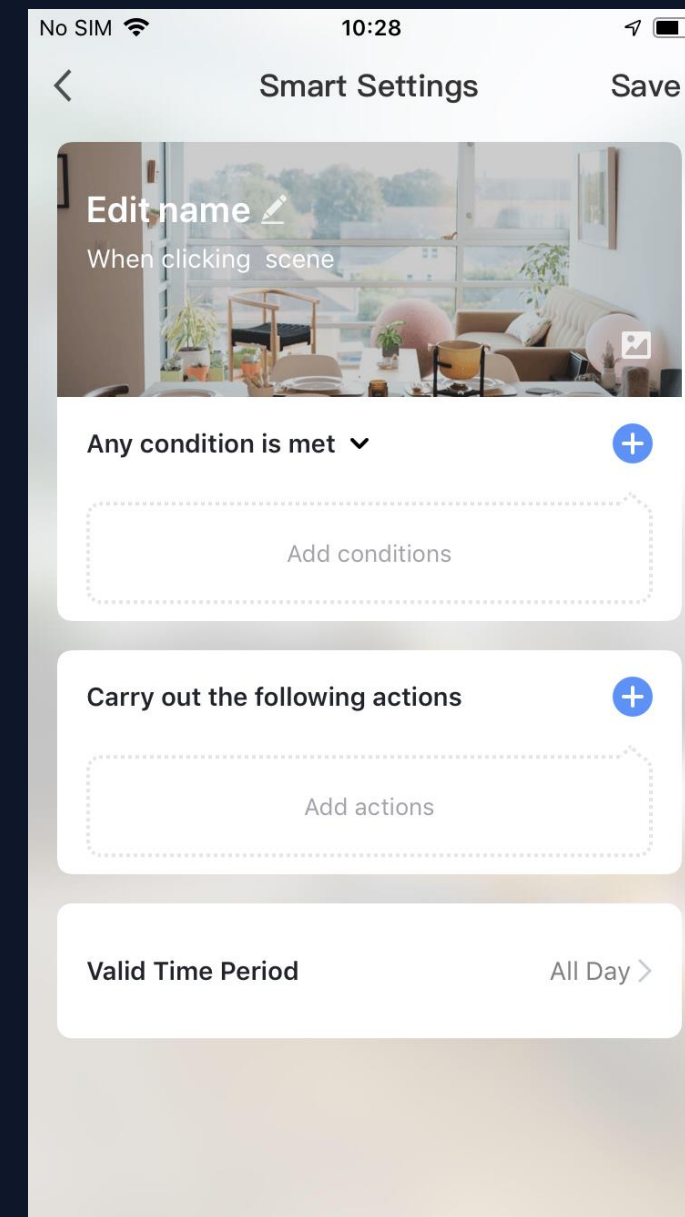 No SIM 10:28
Smart Settings Save
Edit name
When clicking  scene
Any condition is met
Add conditions
Carry out the following actions
Add actions
Valid Time Period All Day